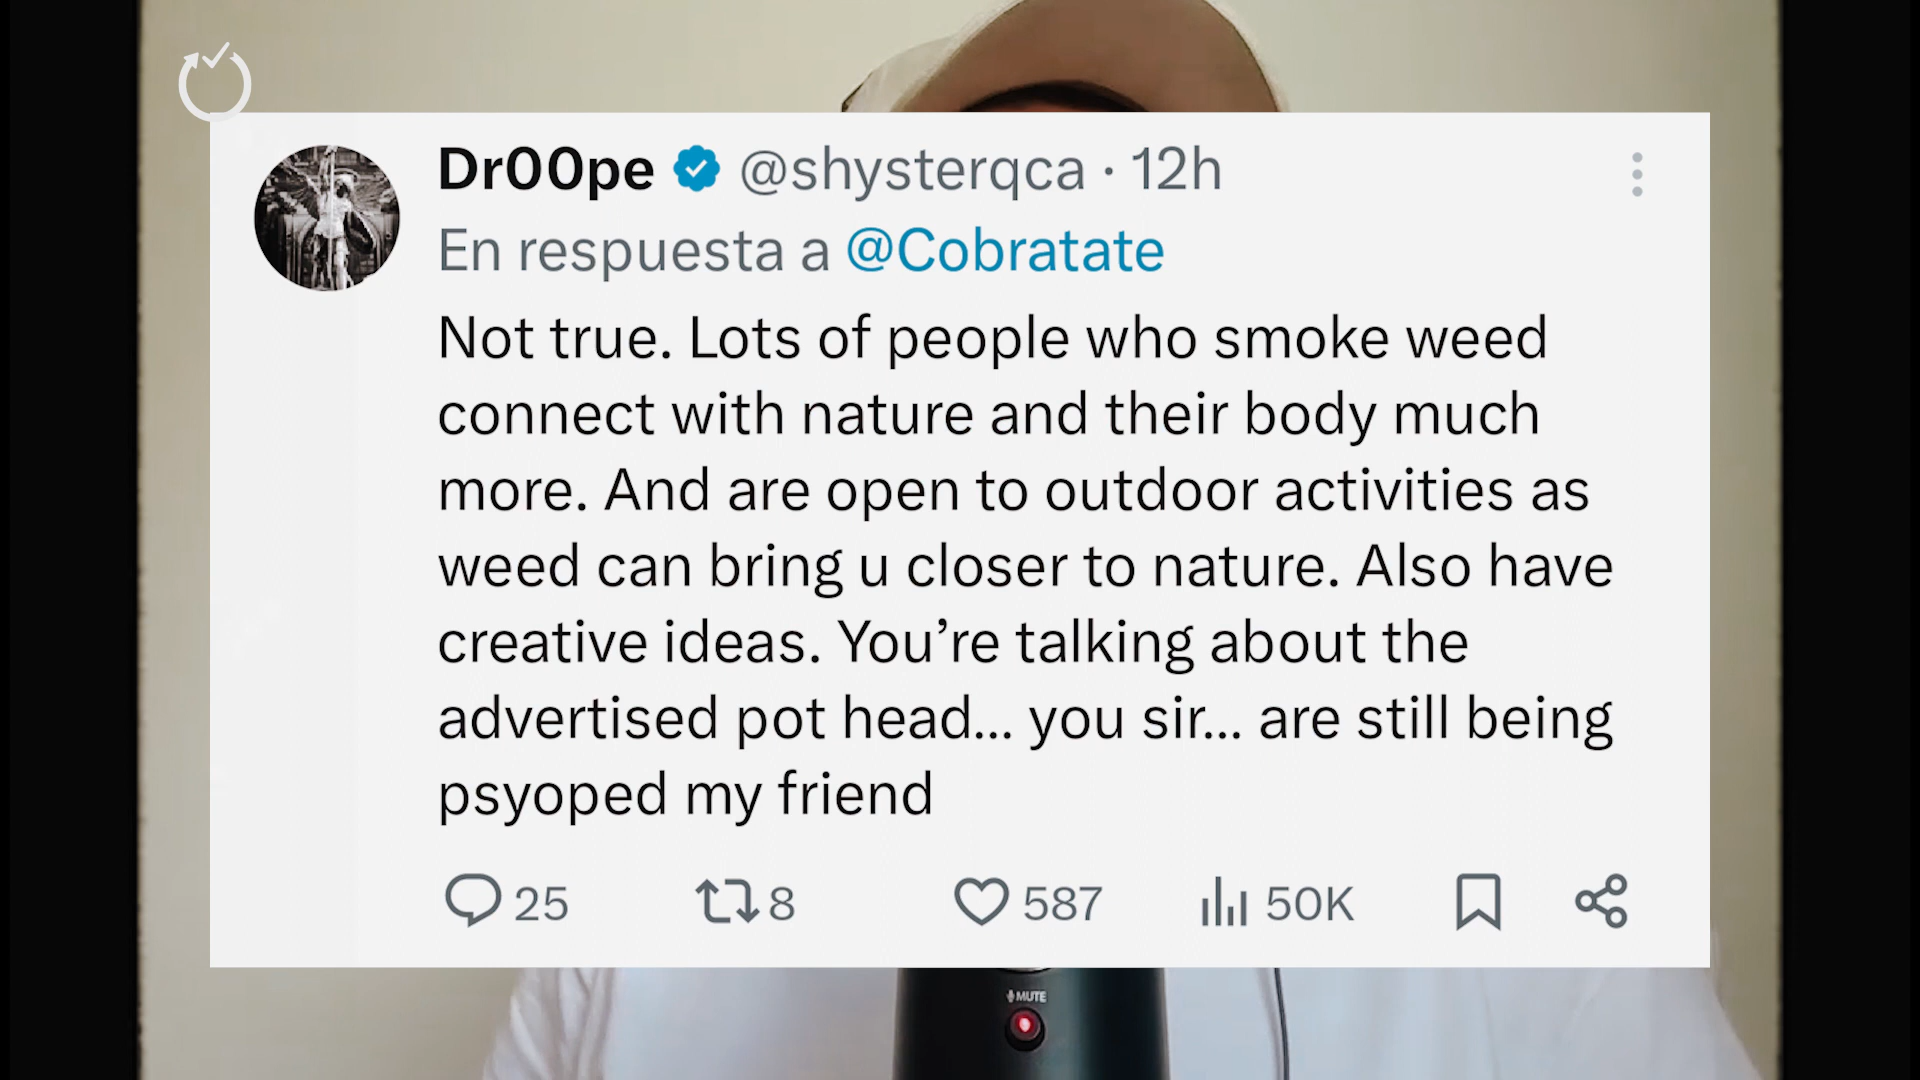 Dr00pe @shysterqca · 12h
En respuesta a @Cobratate
Not true. Lots of people who smoke weed
connect with nature and their body much
more. And are open to outdoor activities as
weed can bring u closer to nature. Also have
creative ideas. You’re talking about the
advertised pot head... you sir... are still being
psyoped my friend
25 8 587 50K
MUTE